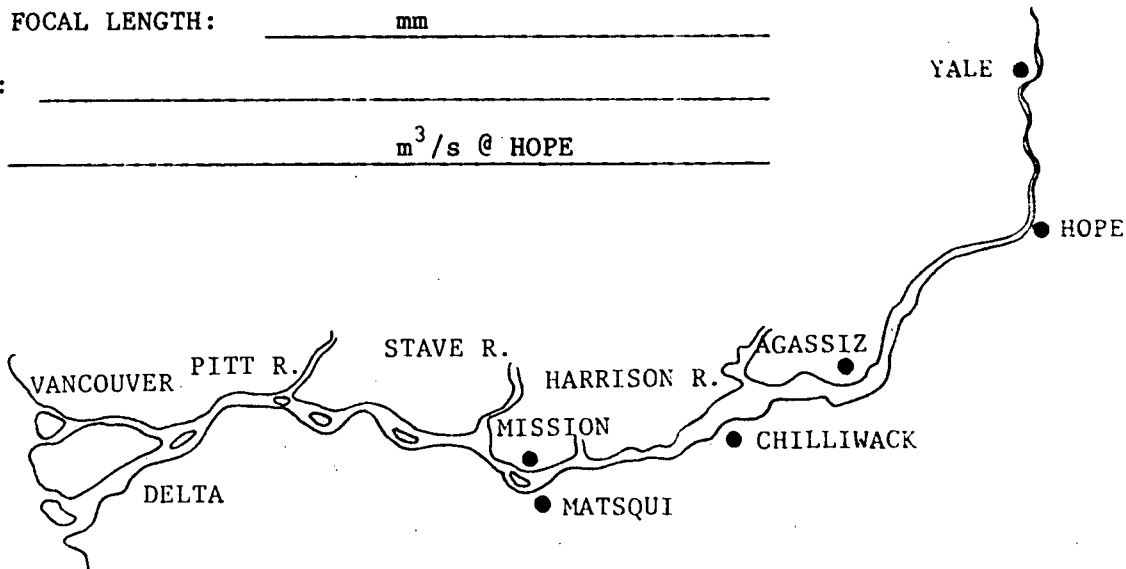 FOCAL LENGTH: mm
:
m³/s @ HOPE
YALE
HOPE
STAVE R.
AGASSIZ
PITT R.
HARRISON R.
VANCOUVER
MISSION
CHILLIWACK
DELTA
MATSQUI